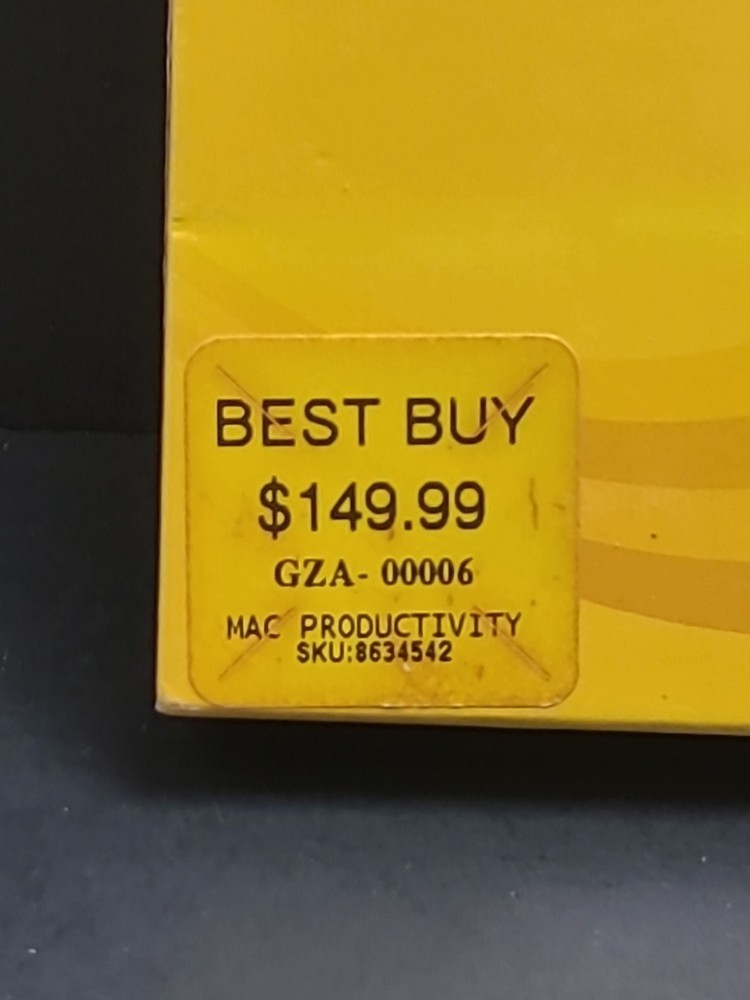 BEST BUY
$149.99
GZA- 00006
MAC PRODUCTIVITY
SKU:8634542